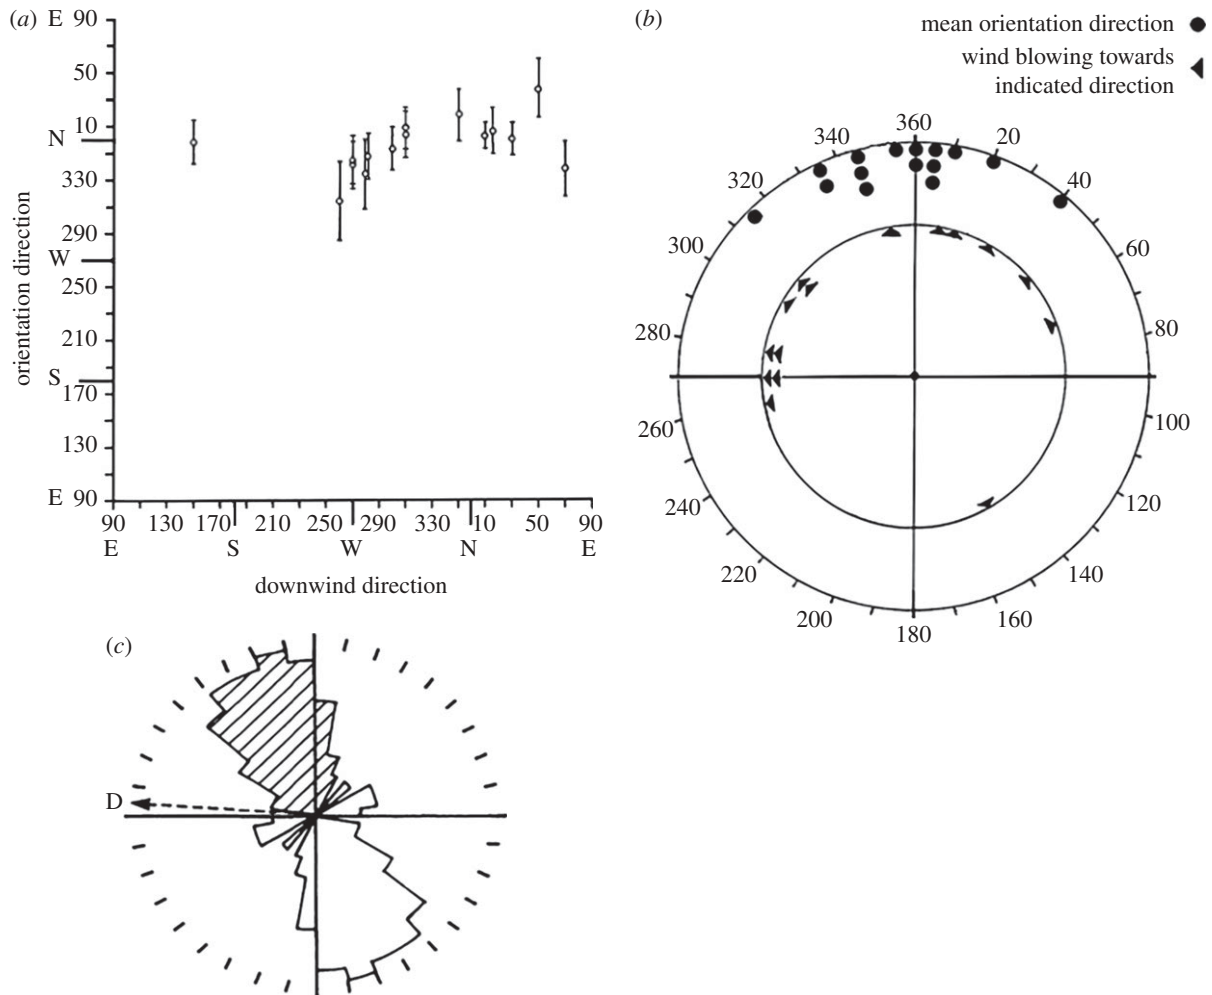 (a)
E 90
50
10
N
330
290
W
250
210
S
170
130
E 90
orientation direction
90 130 170 210 250 290 330 10 50 90
E S W N E
downwind direction
(b)
mean orientation direction
wind blowing towards
indicated direction
360
340 20
320 40
300 60
280 80
260 100
240 120
220 140
200 160
180
(c)
D